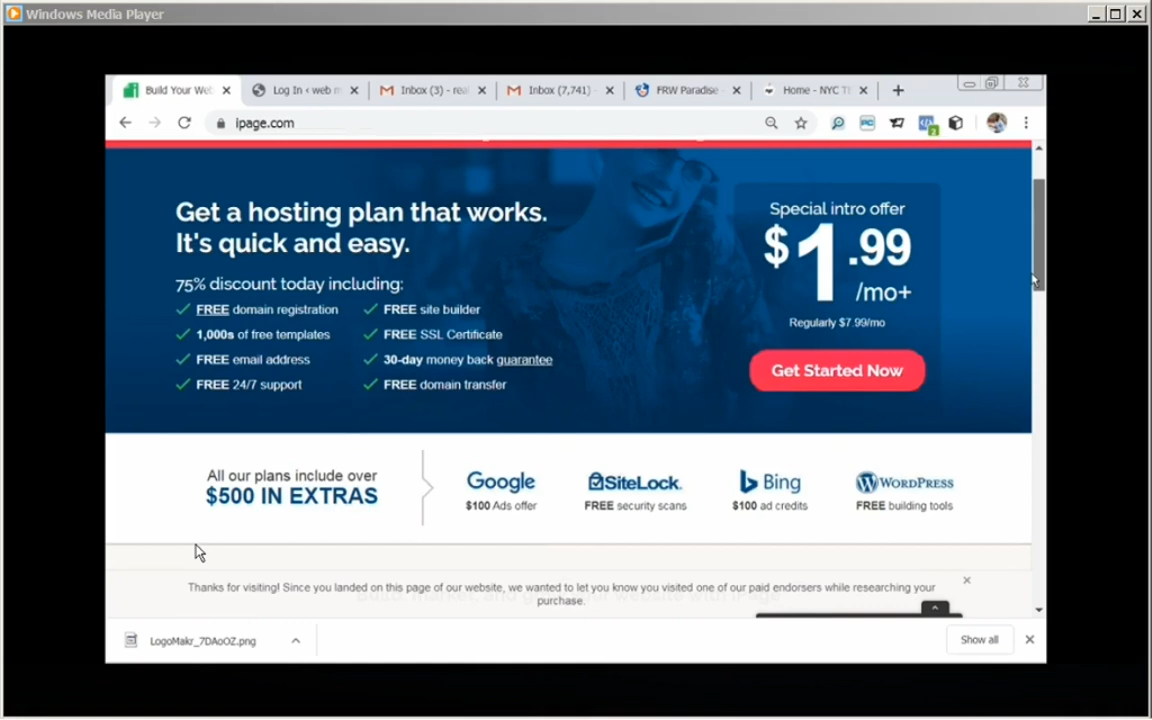 Windows Media Player
Build Your Web
Log In ‹ web m
Inbox (3) - real
Inbox (7,741) -
FRW Paradise -
Home - NYC T
ipage.com
Get a hosting plan that works.
It's quick and easy.
75% discount today including:
FREE domain registration
FREE site builder
1,000s of free templates
FREE SSL Certificate
FREE email address
30-day money back guarantee
FREE 24/7 support
FREE domain transfer
Special intro offer
$1.99
/mo+
Regularly $7.99/mo
Get Started Now
All our plans include over
$500 IN EXTRAS
Google
$100 Ads offer
SiteLock.
FREE security scans
Bing
$100 ad credits
WORDPRESS
FREE building tools
Thanks for visiting! Since you landed on this page of our website, we wanted to let you know you visited one of our paid endorsers while researching your
purchase.
LogoMakr_7DAoOZ.png
Show all